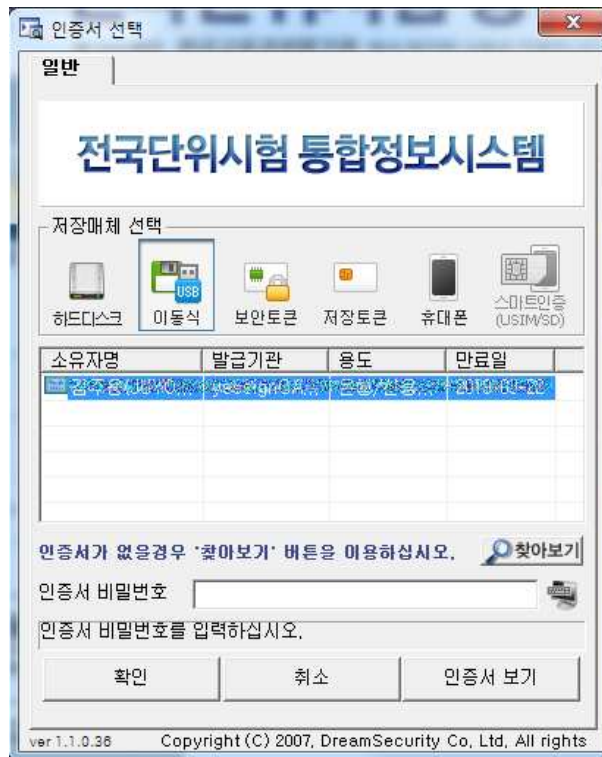 인증서 선택
일반
전국단위시험 통합정보시스템
저장매체 선택
USB
하드디스크 이동식 보안토큰 저장토큰 휴대폰 스마트인증 (USIM/SD)
소유자명 발급기관 용도 만료일
인증서가 없을경우 '찾아보기' 버튼을 이용하십시오. 찾아보기
인증서 비밀번호
인증서 비밀번호를 입력하십시오.
확인 취소 인증서 보기
ver 1.1.0.36 Copyright (C) 2007, DreamSecurity Co, Ltd, All rights